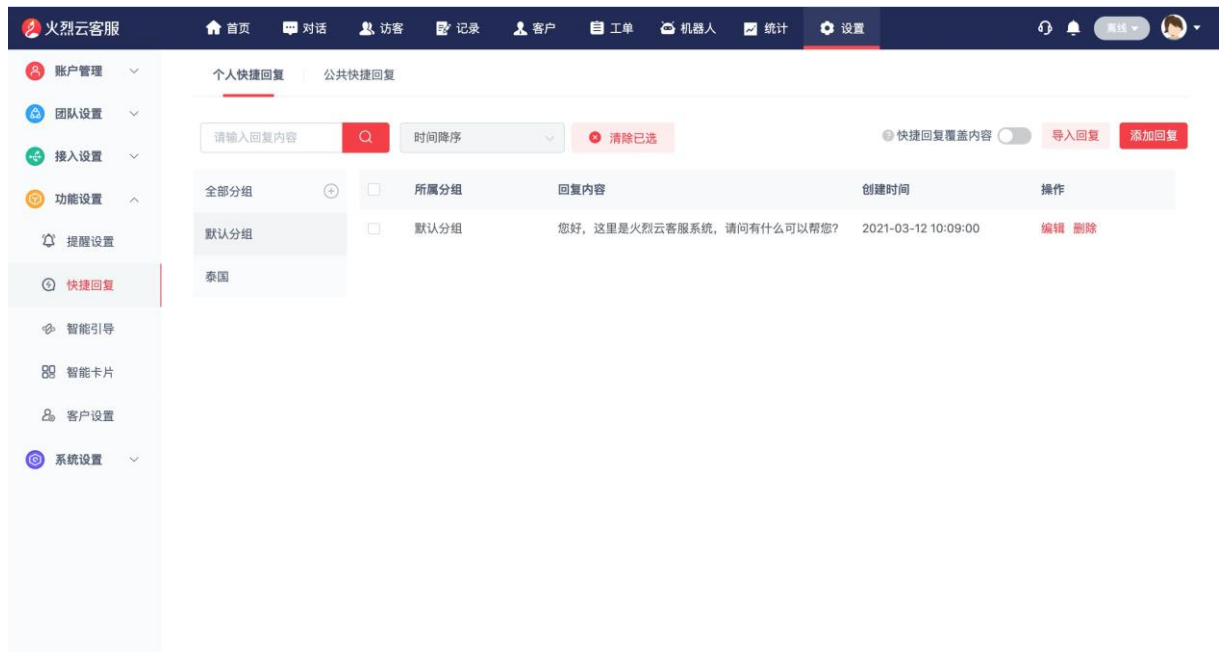 火烈云客服 首页 对话 访客 记录 客户 工单 机器人 统计 设置 离线
账户管理
团队设置
接入设置
功能设置
提醒设置
快捷回复
智能引导
智能卡片
客户设置
系统设置
个人快捷回复 公共快捷回复
请输入回复内容 时间降序 清除已选 快捷回复覆盖内容 导入回复 添加回复
全部分组
默认分组
泰国
所属分组 回复内容 创建时间 操作
默认分组 您好，这里是火烈云客服系统，请问有什么可以帮您? 2021-03-12 10:09:00 编辑 删除